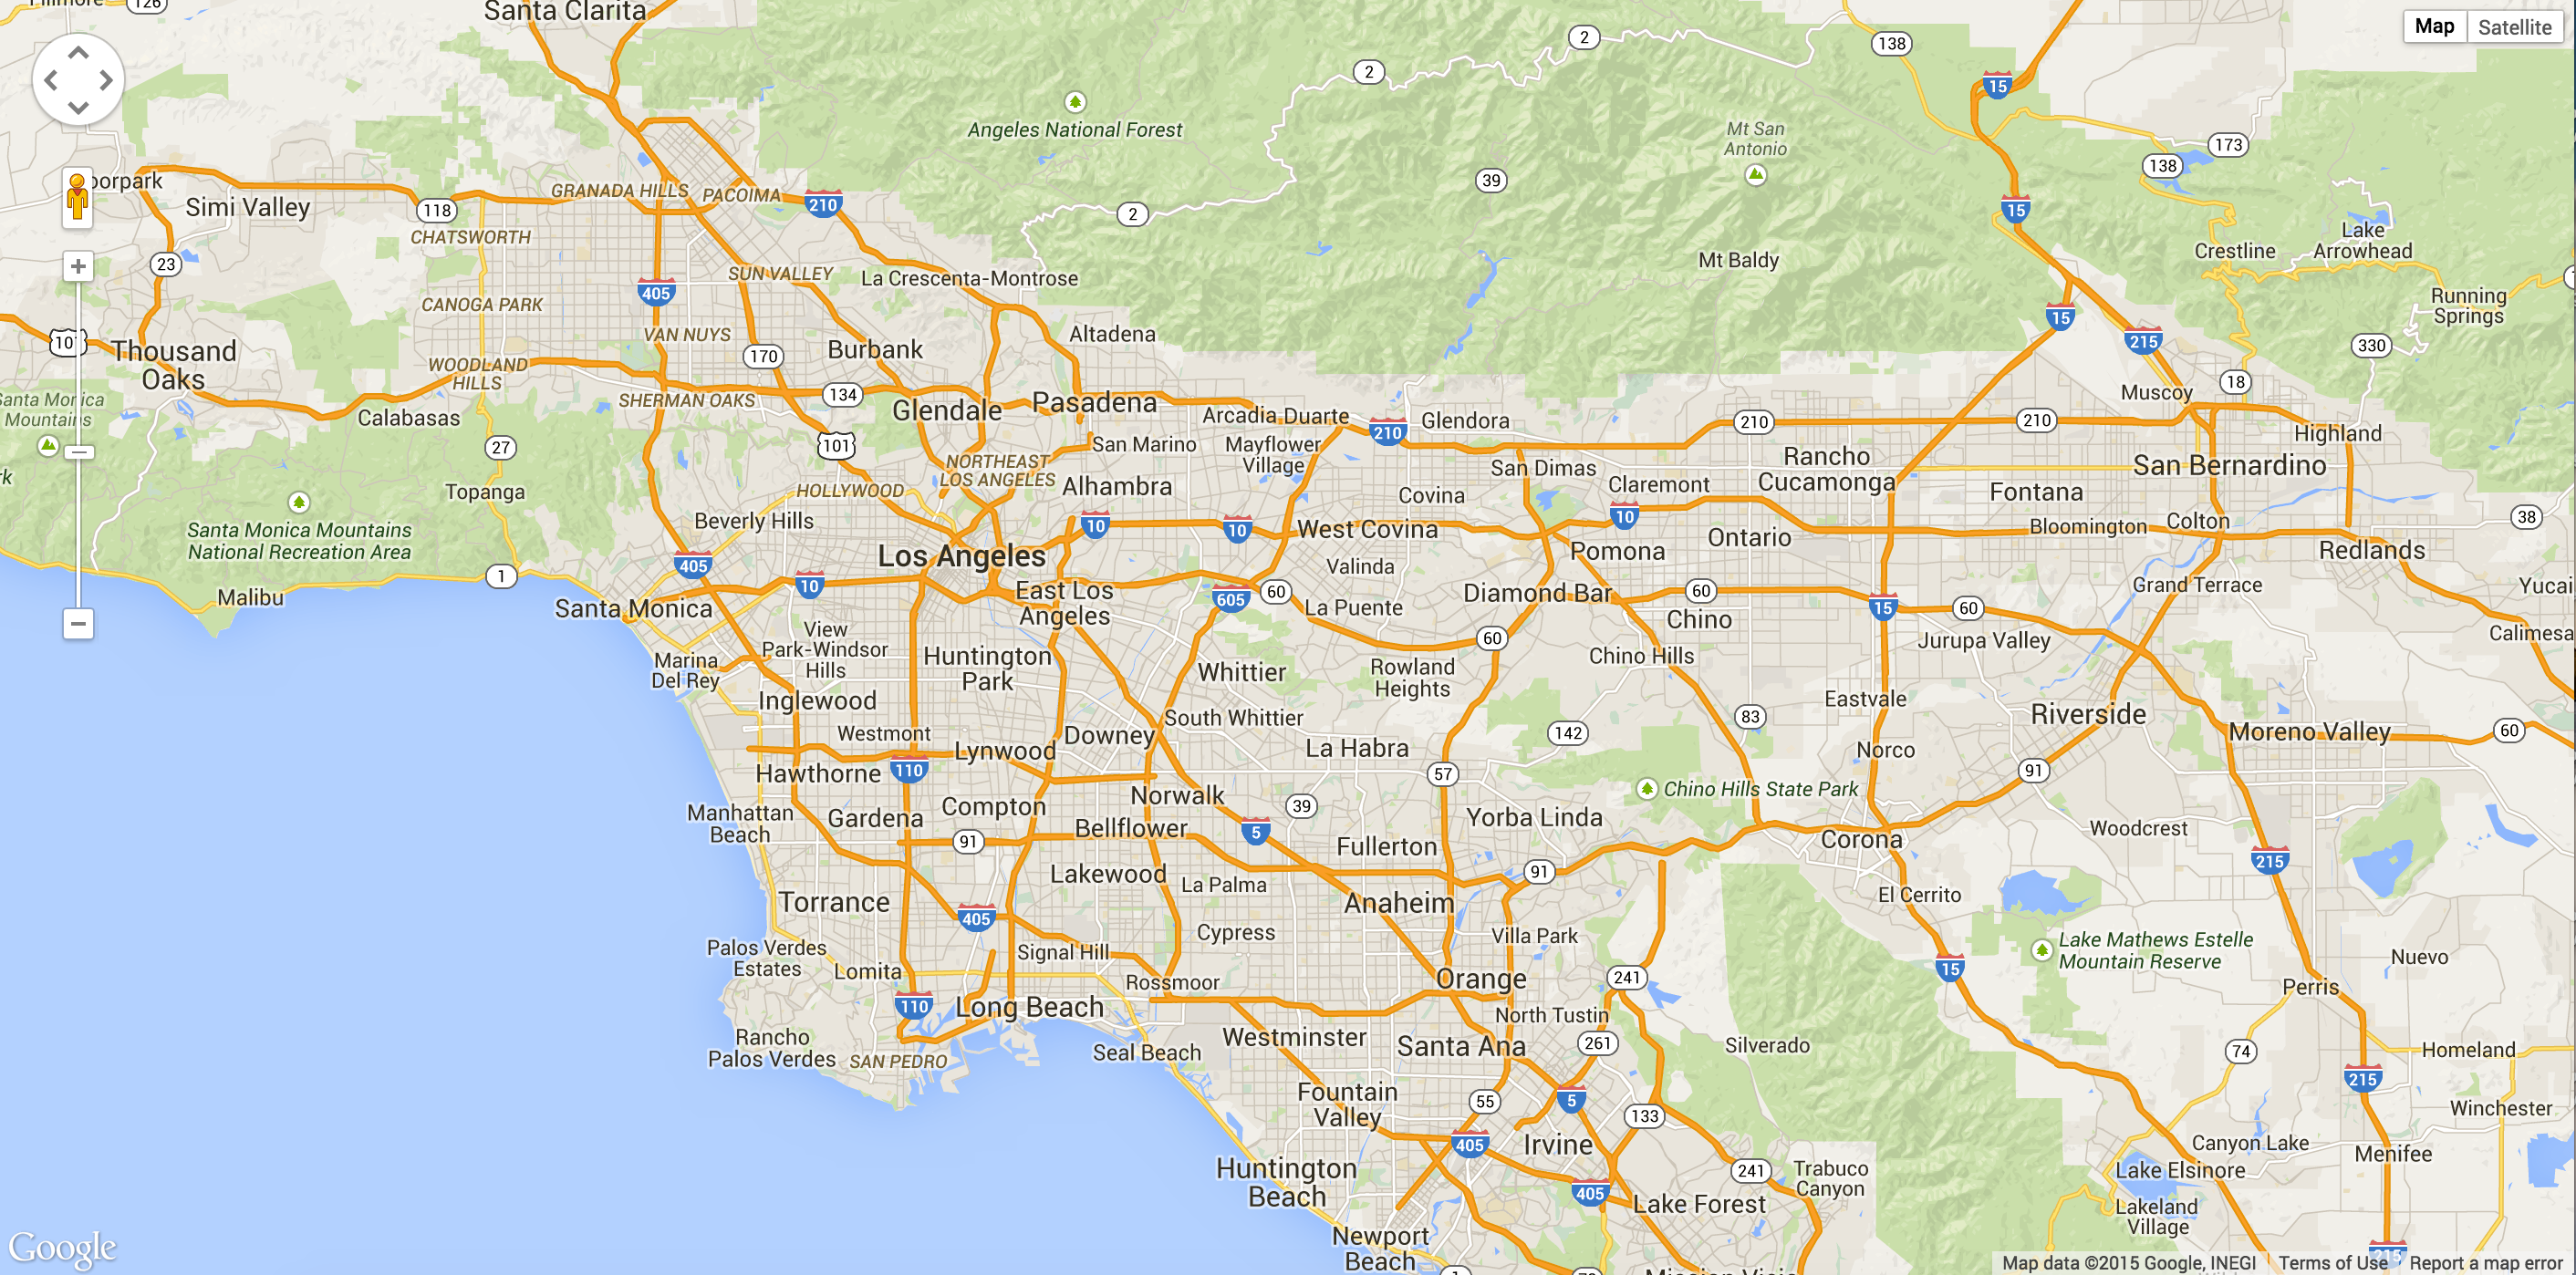 Santa Clarita
126
2
138
Map
Satellite
2
15
Angeles National Forest
Mt San
Antonio
173
138
39
GRANADA HILLS
PACOIMA
Simi Valley
118
210
2
15
CHATSWORTH
Lake
Arrowhead
Crestline
23
SUN VALLEY
La Crescenta-Montrose
Mt Baldy
405
CANOGA PARK
Running
Springs
15
VAN NUYS
Altadena
215
101
Thousand
Oaks
170
Burbank
330
WOODLAND
HILLS
18
Muscoy
134
SHERMAN OAKS
Santa Monica
Mountains
Calabasas
Glendale
Pasadena
Arcadia
Duarte
210
Glendora
210
210
Highland
27
101
San Marino
Mayflower
Village
NORTHEAST
LOS ANGELES
San Dimas
Rancho
Cucamonga
San Bernardino
Topanga
HOLLYWOOD
Alhambra
Covina
Claremont
Fontana
Santa Monica Mountains
National Recreation Area
Beverly Hills
10
10
West Covina
10
Ontario
Bloomington
Colton
38
Los Angeles
Pomona
Redlands
405
Valinda
1
10
East Los
Angeles
605
60
Diamond Bar
60
Grand Terrace
Malibu
Santa Monica
La Puente
Chino
15
60
Calimesa
View
Park-Windsor
Hills
60
Jurupa Valley
Marina
Del Rey
Huntington
Park
Whittier
Rowland
Heights
Chino Hills
Inglewood
Eastvale
South Whittier
83
Riverside
Westmont
Downey
142
Moreno Valley
60
Lynwood
La Habra
Norco
Hawthorne
110
57
91
Chino Hills State Park
Norwalk
39
Manhattan
Beach
Compton
Gardena
Yorba Linda
Bellflower
5
Woodcrest
91
Fullerton
Corona
215
Lakewood
La Palma
91
El Cerrito
Torrance
Anaheim
405
Cypress
Villa Park
Palos Verdes
Estates
Signal Hill
Lake Mathews Estelle
Mountain Reserve
Nuevo
Lomita
Rossmoor
Orange
241
15
Perris
110
Long Beach
North Tustin
Rancho
Palos Verdes
Westminster
Santa Ana
261
Silverado
SAN PEDRO
Seal Beach
74
Homeland
Fountain
Valley
55
5
215
133
Winchester
405
Irvine
Canyon Lake
Menifee
Huntington
Beach
241
Trabuco
Canyon
Lake Elsinore
405
Lake Forest
Lakeland
Village
Newport
Beach
215
Google
Map data ©2015 Google, INEGI
Terms of Use
Report a map error